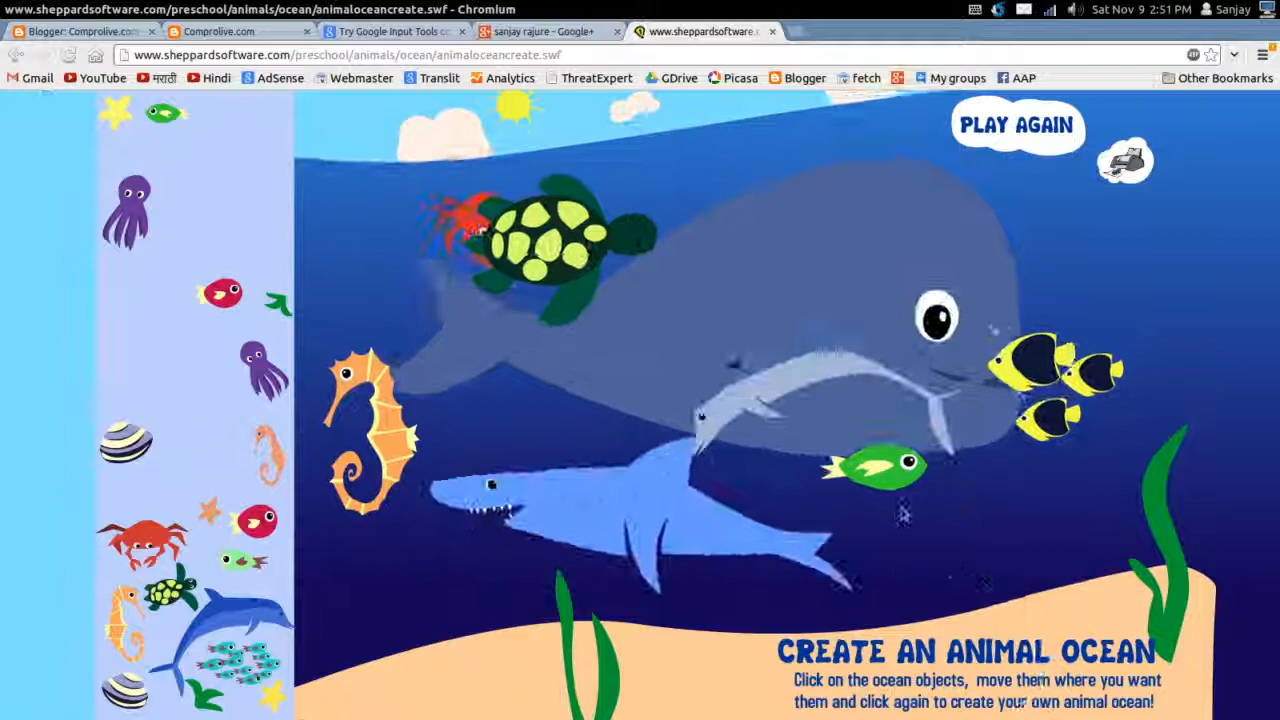 www.sheppardsoftware.com/preschool/animals/ocean/animaloceancreate.swf - Chromium
Sat Nov 9 2:51 PM Sanjay
Blogger: Comprolive.com
Comprolive.com
Try Google Input Tools
sanjay rajure - Google+
www.sheppardsoftware.c
www.sheppardsoftware.com/preschool/animals/ocean/animaloceancreate.swf
Gmail YouTube मराठी Hindi AdSense Webmaster Translit Analytics ThreatExpert GDrive Picasa Blogger fetch My groups AAP Other Bookmarks
PLAY AGAIN
CREATE AN ANIMAL OCEAN
Click on the ocean objects, move them where you want
them and click again to create your own animal ocean!